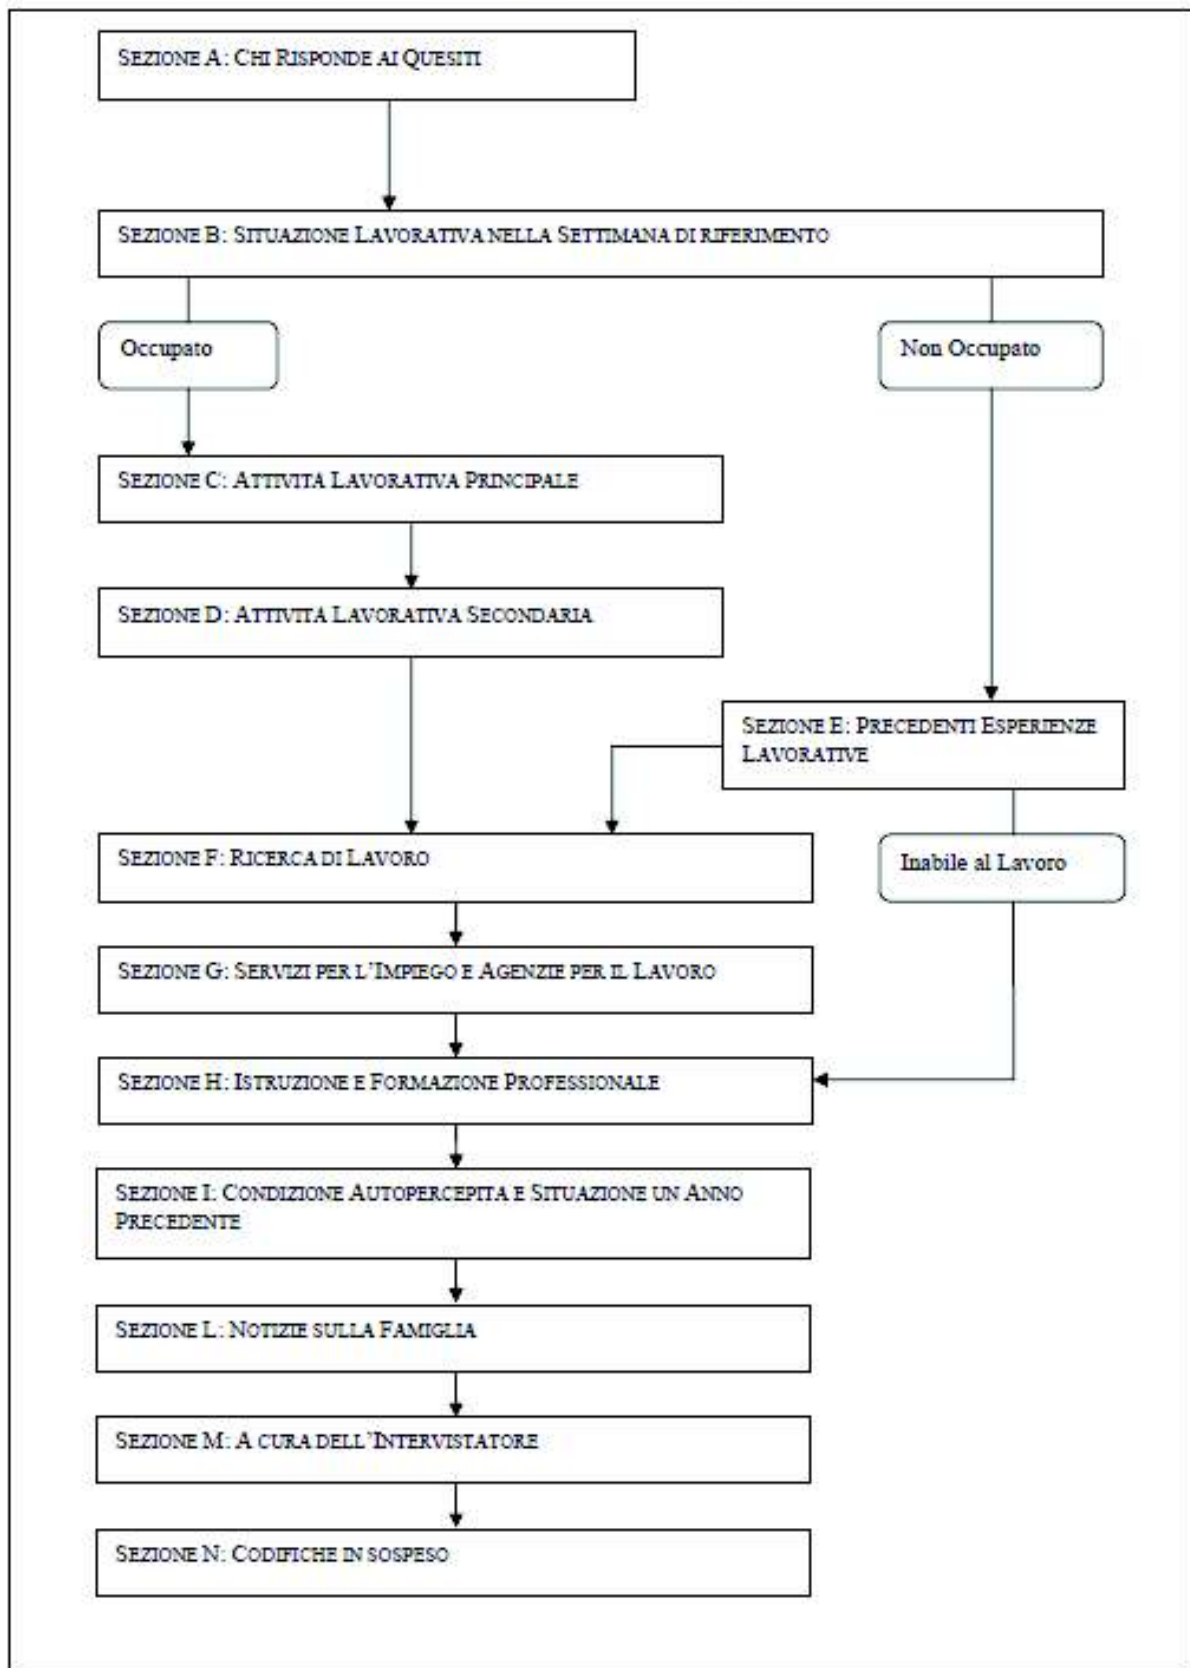 SEZIONE A: CHI RISPONDE AI QUESITI
SEZIONE B: SITUAZIONE LAVORATIVA NELLA SETTIMANA DI RIFERIMENTO
Occupato
Non Occupato
SEZIONE C: ATTIVITÀ LAVORATIVA PRINCIPALE
SEZIONE D: ATTIVITÀ LAVORATIVA SECONDARIA
SEZIONE E: PRECEDENTI ESPERIENZE
LAVORATIVE
SEZIONE F: RICERCA DI LAVORO
Inabile al Lavoro
SEZIONE G: SERVIZI PER L'IMPIEGO E AGENZIE PER IL LAVORO
SEZIONE H: ISTRUZIONE E FORMAZIONE PROFESSIONALE
SEZIONE I: CONDIZIONE AUTOPERCEPITA E SITUAZIONE UN ANNO
PRECEDENTE
SEZIONE L: NOTIZIE SULLA FAMIGLIA
SEZIONE M: A CURA DELL'INTERVISTATORE
SEZIONE N: CODIFICHE IN SOSPESO